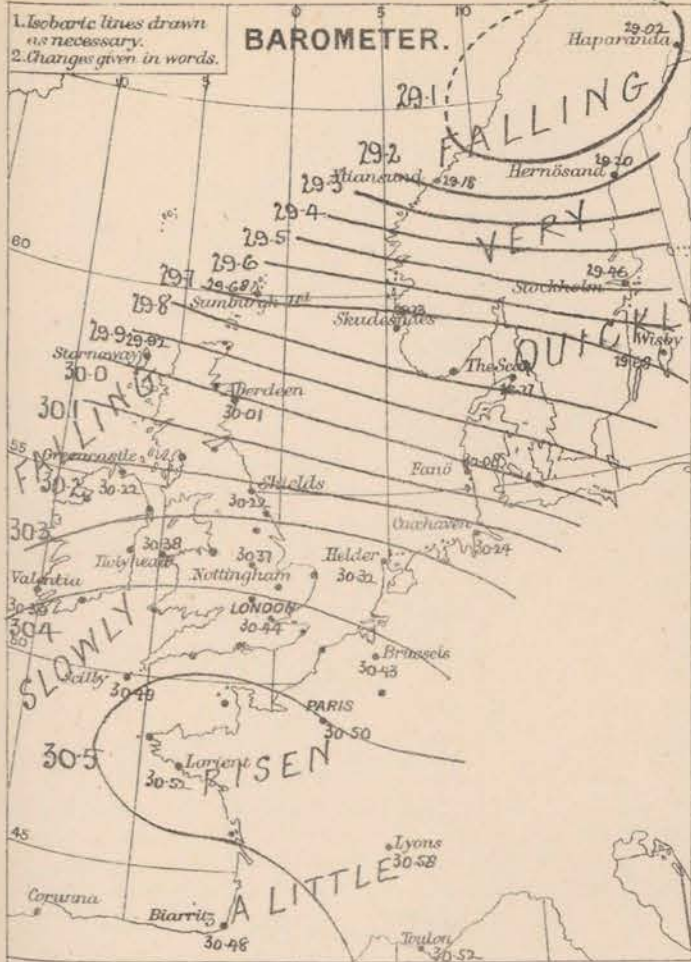 1. Isobaric lines drawn
as necessary.
2. Changes given in words.
BAROMETER.
10
5
0
5
10
29.02
Haparanda
29.1
FALLING
29.2
29.20
Hernösand
29.18
29.3
29.4
VERY
60
29.5
29.6
29.46
Stockholm
29.7
29.68
Sumburgh Hd.
29.8
Skudesnaes
QUICKLY
Wisby
29.9
29.92
Stornoway
The Scaw
30.0
Aberdeen
30.01
30.1
FALLING
55
Greencastle
30.22
30.2
Shields
30.22
Fanö
30.08
Cuxhaven
30.24
30.3
30.38
Holyhead
30.37
Nottingham
Helder
30.32
Valentia
30.4
LONDON
30.44
50
SLOWLY
Brussels
30.43
Scilly
30.49
PARIS
30.50
30.5
Lorient
30.52
RISEN
45
Lyons
30.58
A LITTLE
Corunna
Biarritz
30.48
Toulon
30.52